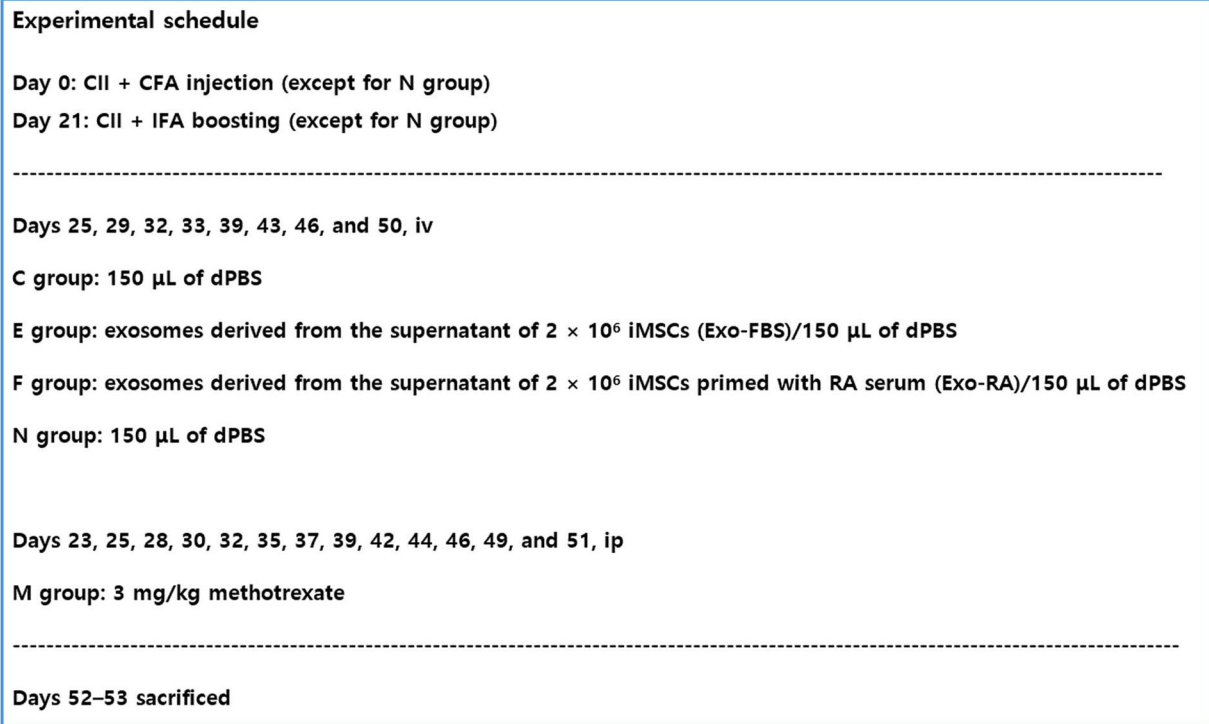 Experimental schedule
Day 0: CII + CFA injection (except for N group)
Day 21: CII + IFA boosting (except for N group)
Days 25, 29, 32, 33, 39, 43, 46, and 50, iv
C group: 150 μL of dPBS
E group: exosomes derived from the supernatant of 2 × 10⁶ iMSCs (Exo-FBS)/150 μL of dPBS
F group: exosomes derived from the supernatant of 2 × 10⁶ iMSCs primed with RA serum (Exo-RA)/150 μL of dPBS
N group: 150 μL of dPBS
Days 23, 25, 28, 30, 32, 35, 37, 39, 42, 44, 46, 49, and 51, ip
M group: 3 mg/kg methotrexate
Days 52–53 sacrificed